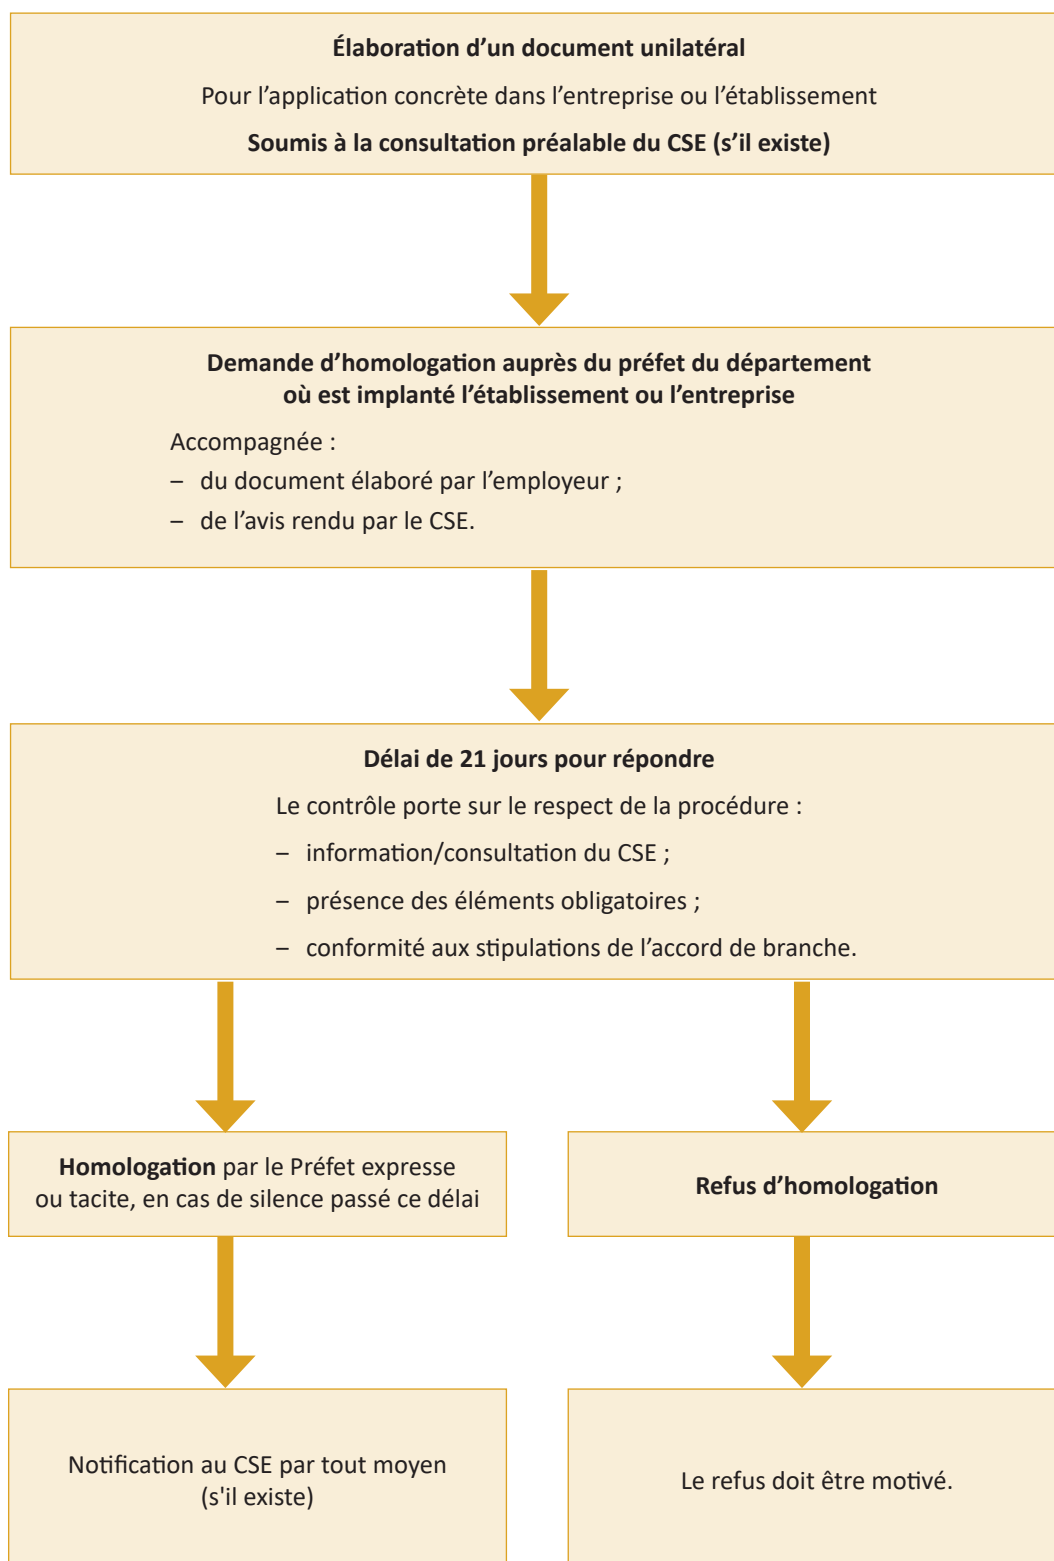 Élaboration d’un document unilatéral
Pour l’application concrète dans l’entreprise ou l’établissement
Soumis à la consultation préalable du CSE (s’il existe)
Demande d’homologation auprès du préfet du département
où est implanté l’établissement ou l’entreprise
Accompagnée :
– du document élaboré par l’employeur ;
– de l’avis rendu par le CSE.
Délai de 21 jours pour répondre
Le contrôle porte sur le respect de la procédure :
– information/consultation du CSE ;
– présence des éléments obligatoires ;
– conformité aux stipulations de l’accord de branche.
Homologation par le Préfet expresse
ou tacite, en cas de silence passé ce délai
Refus d’homologation
Notification au CSE par tout moyen
(s'il existe)
Le refus doit être motivé.